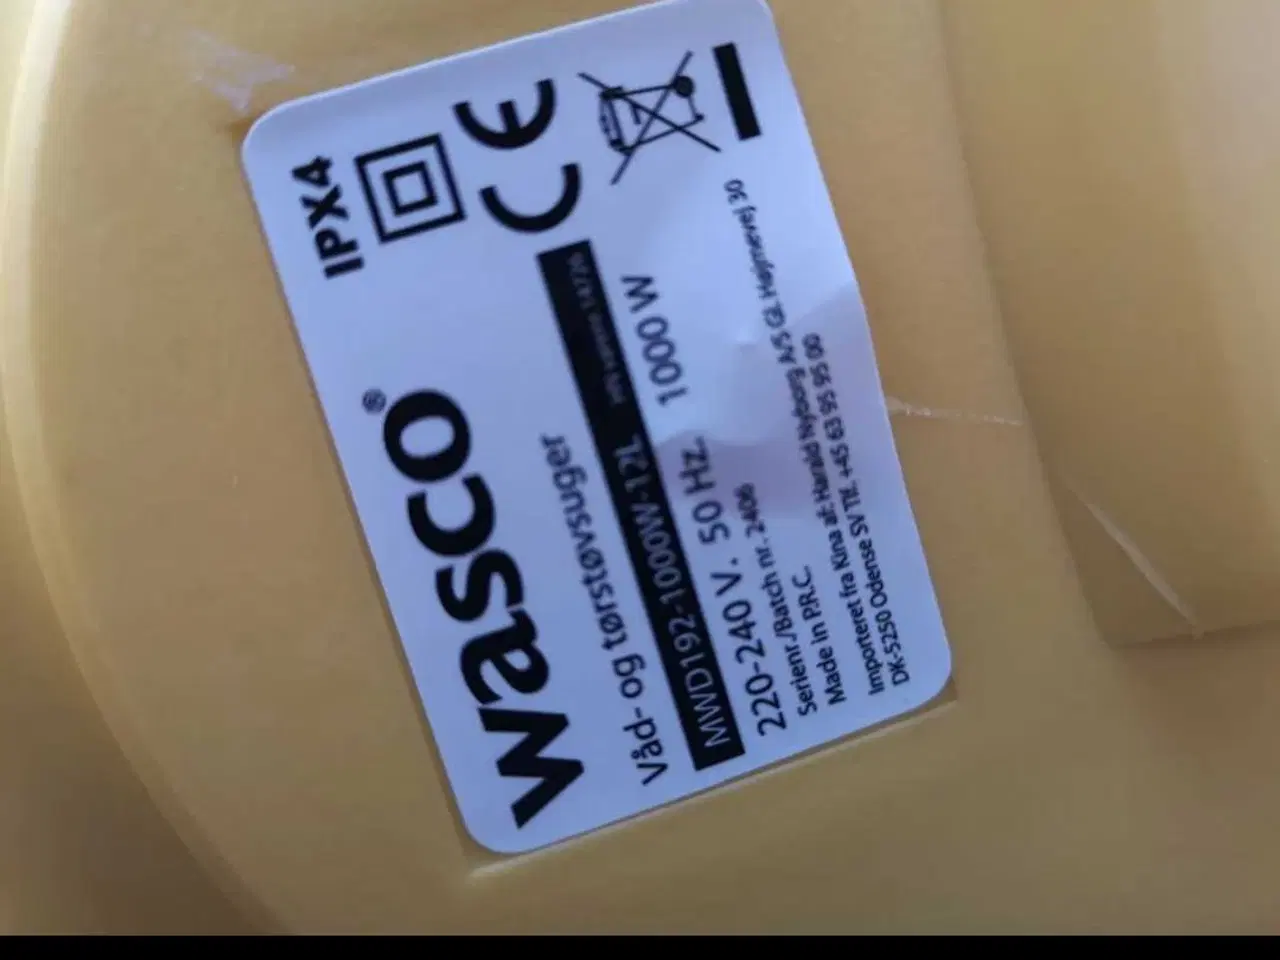 wasco®
IPX4
Våd- og tørstøvsuger
MWD192-1000W-12L
220-240 V. 50 Hz. 1000 W
Serienr./Batch nr. 2406
Made in P.R.C.
Importeret fra Kina af: Harald Nyborg A/S Gl. Højmevej 30
DK-5250 Odense SV Tlf. +45 63 95 95 00
CE